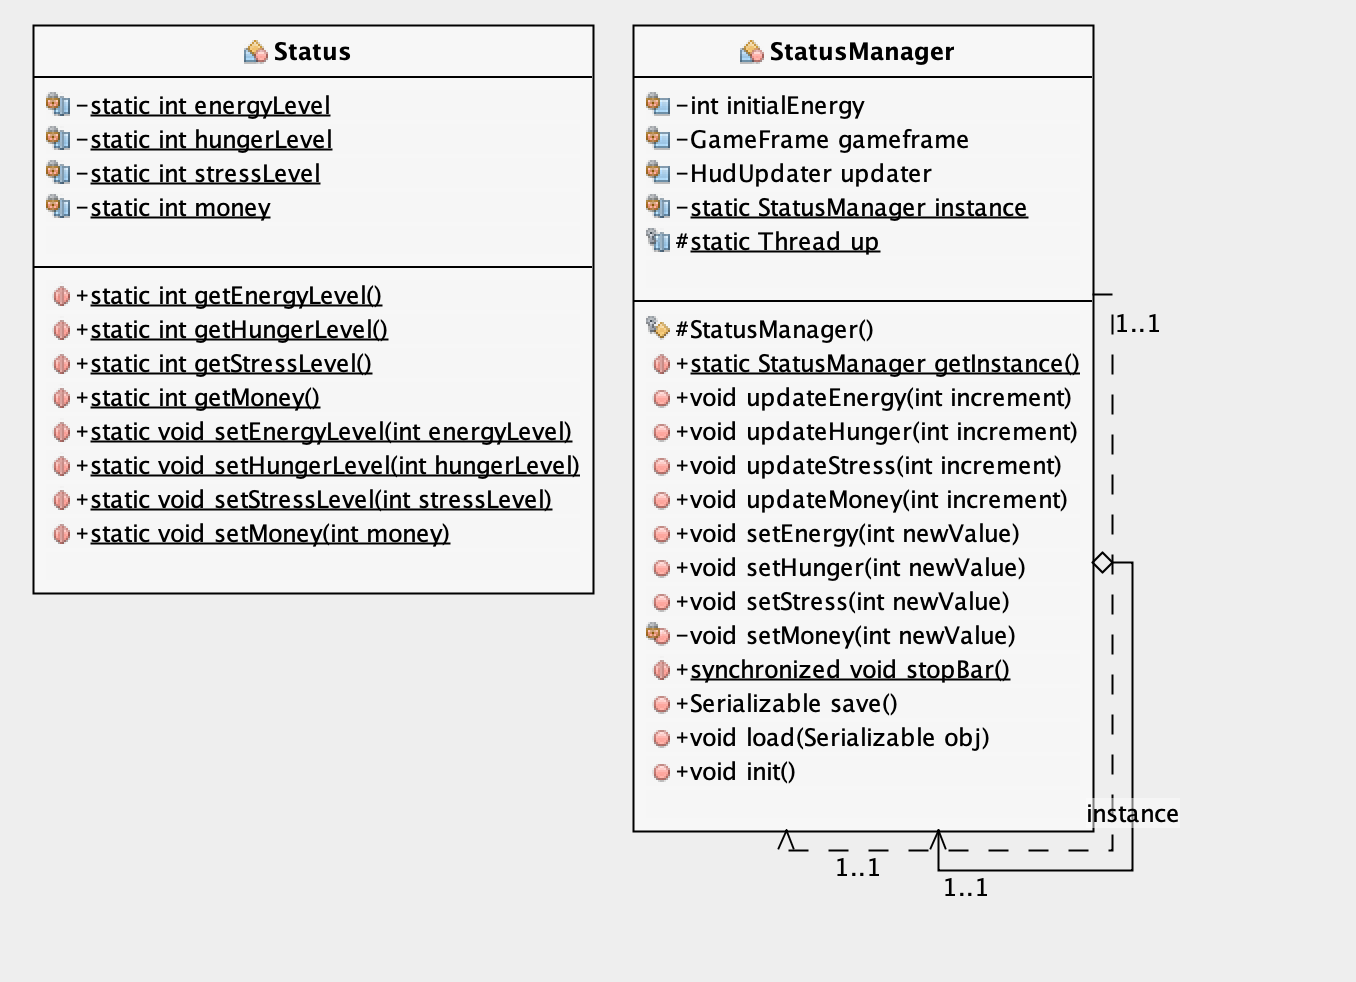 Status
-static int energyLevel
-static int hungerLevel
-static int stressLevel
-static int money
+static int getEnergyLevel()
+static int getHungerLevel()
+static int getStressLevel()
+static int getMoney()
+static void setEnergyLevel(int energyLevel)
+static void setHungerLevel(int hungerLevel)
+static void setStressLevel(int stressLevel)
+static void setMoney(int money)
StatusManager
-int initialEnergy
-GameFrame gameframe
-HudUpdater updater
-static StatusManager instance
#static Thread up
#StatusManager()
+static StatusManager getInstance()
+void updateEnergy(int increment)
+void updateHunger(int increment)
+void updateStress(int increment)
+void updateMoney(int increment)
+void setEnergy(int newValue)
+void setHunger(int newValue)
+void setStress(int newValue)
-void setMoney(int newValue)
+synchronized void stopBar()
+Serializable save()
+void load(Serializable obj)
+void init()
1..1
instance
1..1
1..1